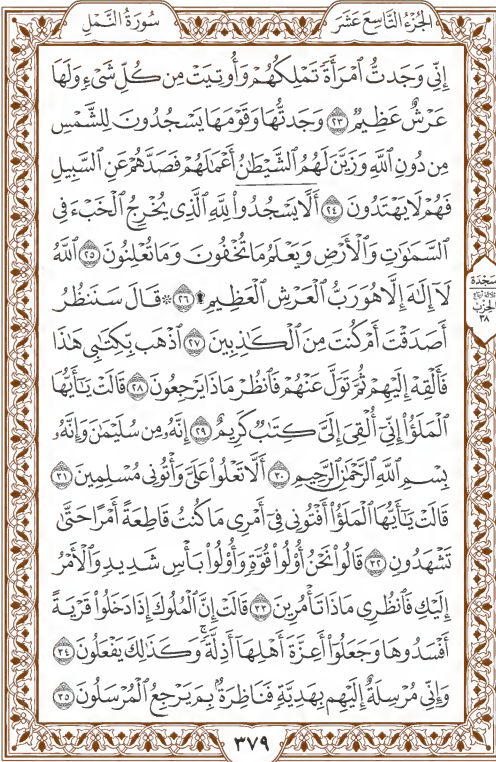 الجزء التاسع عشر
سورة النمل
إِنِّي وَجَدتُّ ٱمۡرَأَةٗ تَمۡلِكُهُمۡ وَأُوتِيَتۡ مِن كُلِّ شَيۡءٖ وَلَهَا
عَرۡشٌ عَظِيمٞ ٢٣ وَجَدتُّهَا وَقَوۡمَهَا يَسۡجُدُونَ لِلشَّمۡسِ
مِن دُونِ ٱللَّهِ وَزَيَّنَ لَهُمُ ٱلشَّيۡطَٰنُ أَعۡمَٰلَهُمۡ فَصَدَّهُمۡ عَنِ ٱلسَّبِيلِ
فَهُمۡ لَا يَهۡتَدُونَ ٢٤ أَلَّاۤ يَسۡجُدُواْۤ لِلَّهِ ٱلَّذِي يُخۡرِجُ ٱلۡخَبۡءَ فِي
ٱلسَّمَٰوَٰتِ وَٱلۡأَرۡضِ وَيَعۡلَمُ مَا تُخۡفُونَ وَمَا تُعۡلِنُونَ ٢٥ ٱللَّهُ
لَآ إِلَٰهَ إِلَّا هُوَ رَبُّ ٱلۡعَرۡشِ ٱلۡعَظِيمِ۩ ٢٦ ۞ قَالَ سَنَنظُرُ
أَصَدَقۡتَ أَمۡ كُنتَ مِنَ ٱلۡكَٰذِبِينَ ٢٧ ٱذۡهَب بِّكِتَٰبِي هَٰذَا
فَأَلۡقِهۡ إِلَيۡهِمۡ ثُمَّ تَوَلَّ عَنۡهُمۡ فَٱنظُرۡ مَاذَا يَرۡجِعُونَ ٢٨ قَالَتۡ يَٰٓأَيُّهَا
ٱلۡمَلَؤُاْ إِنِّيٓ أُلۡقِيَ إِلَيَّ كِتَٰبٞ كَرِيمٌ ٢٩ إِنَّهُۥ مِن سُلَيۡمَٰنَ وَإِنَّهُۥ
بِسۡمِ ٱللَّهِ ٱلرَّحۡمَٰنِ ٱلرَّحِيمِ ٣٠ أَلَّا تَعۡلُواْ عَلَيَّ وَأۡتُونِي مُسۡلِمِينَ ٣١
قَالَتۡ يَٰٓأَيُّهَا ٱلۡمَلَؤُاْ أَفۡتُونِي فِيٓ أَمۡرِي مَا كُنتُ قَاطِعَةً أَمۡرًا حَتَّىٰ
تَشۡهَدُونِ ٣٢ قَالُواْ نَحۡنُ أُوْلُواْ قُوَّةٖ وَأُوْلُواْ بَأۡسٖ شَدِيدٖ وَٱلۡأَمۡرُ
إِلَيۡكِ فَٱنظُرِي مَاذَا تَأۡمُرِينَ ٣٣ قَالَتۡ إِنَّ ٱلۡمُلُوكَ إِذَا دَخَلُواْ قَرۡيَةً
أَفۡسَدُوهَا وَجَعَلُوٓاْ أَعِزَّةَ أَهۡلِهَآ أَذِلَّةٗۚ وَكَذَٰلِكَ يَفۡعَلُونَ ٣٤
وَإِنِّي مُرۡسِلَةٌ إِلَيۡهِم بِهَدِيَّةٖ فَنَاظِرَةُۢ بِمَ يَرۡجِعُ ٱلۡمُرۡسَلُونَ ٣٥
سجدة
الحزب
٣٨
٣٧٩